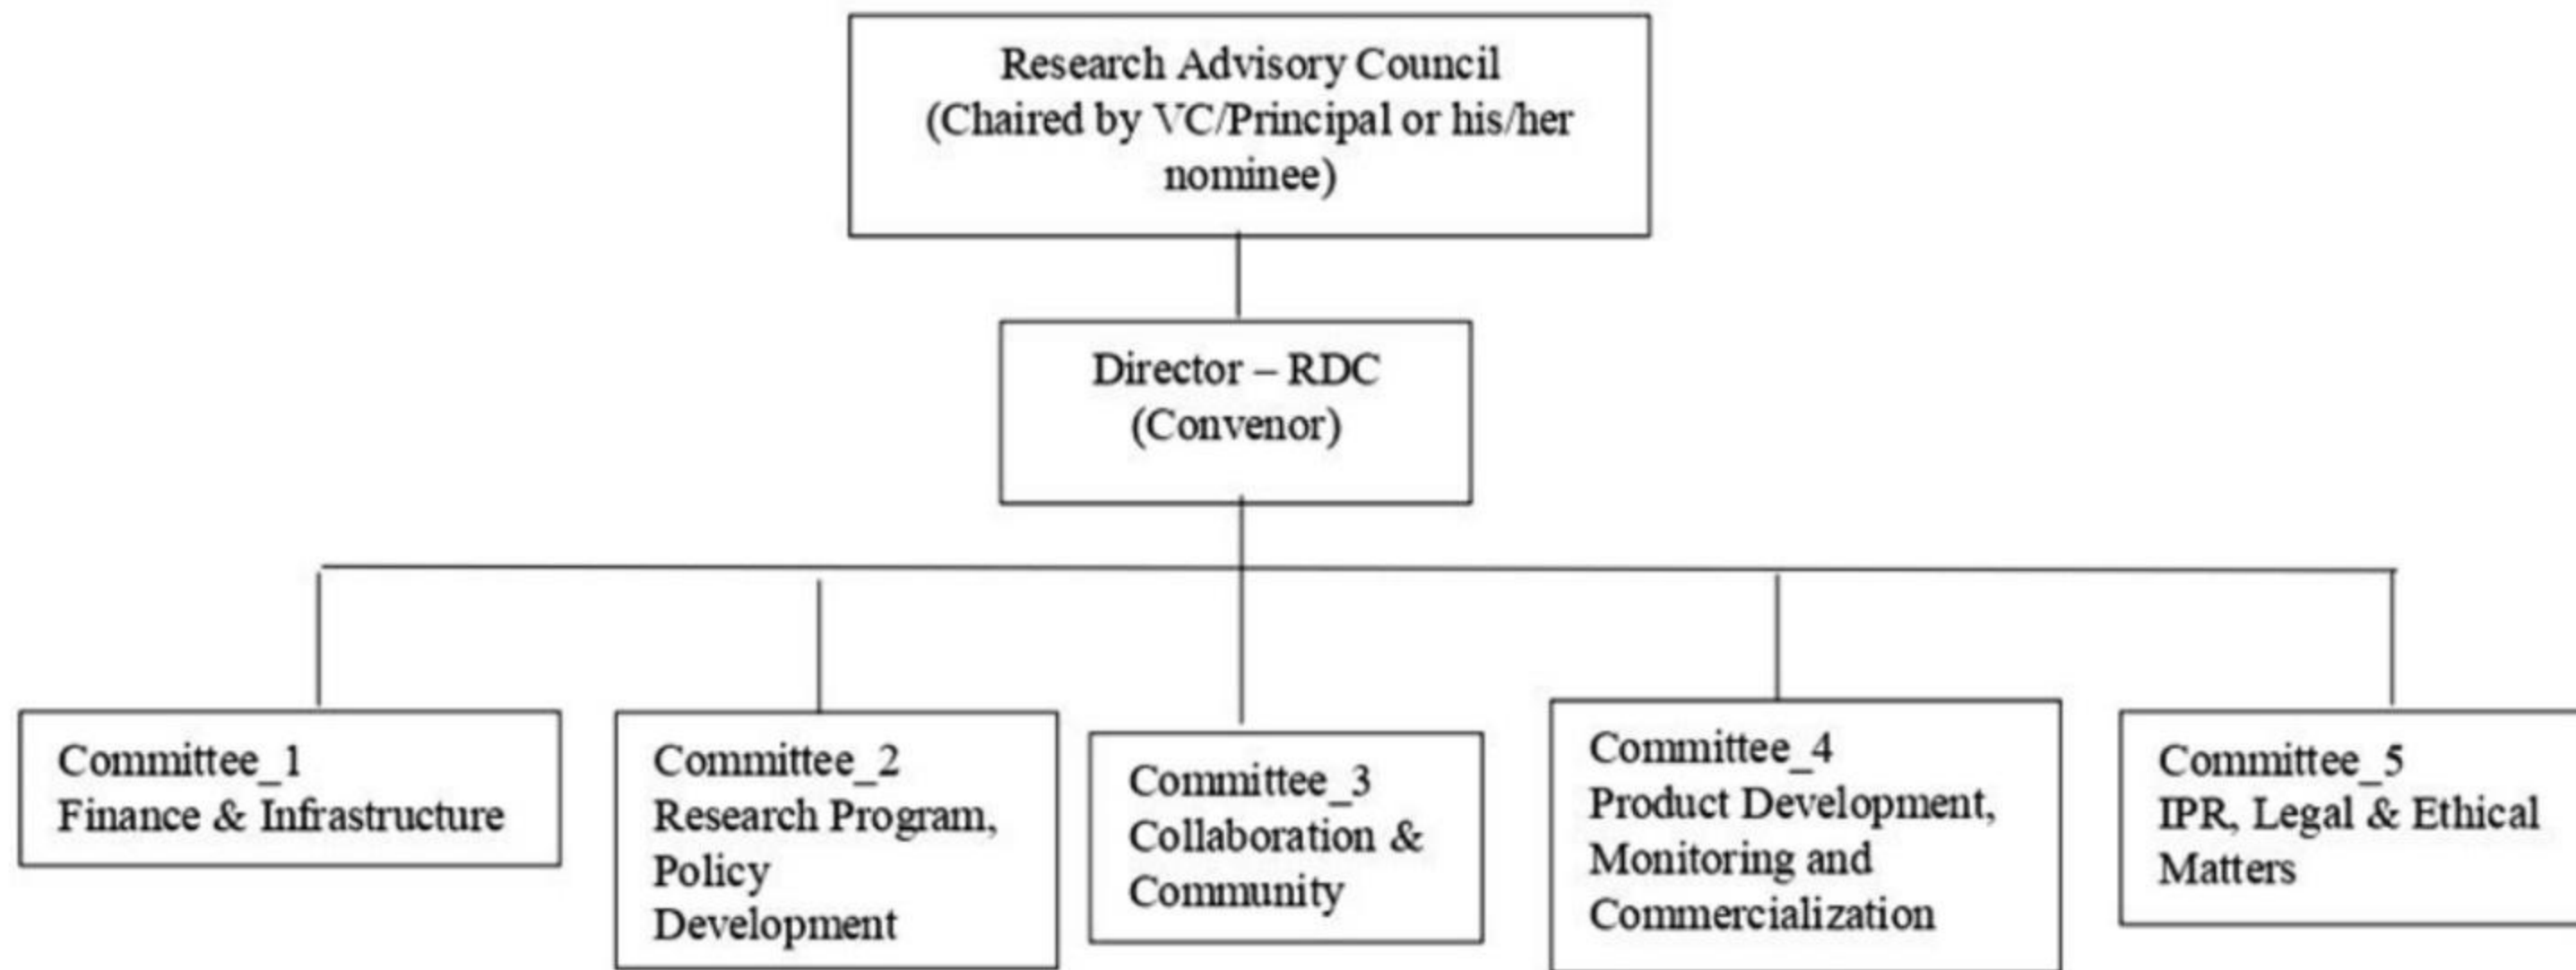 Research Advisory Council
(Chaired by VC/Principal or his/her
nominee)
Director – RDC
(Convenor)
Committee_1
Finance & Infrastructure
Committee_2
Research Program,
Policy
Development
Committee_3
Collaboration &
Community
Committee_4
Product Development,
Monitoring and
Commercialization
Committee_5
IPR, Legal & Ethical
Matters